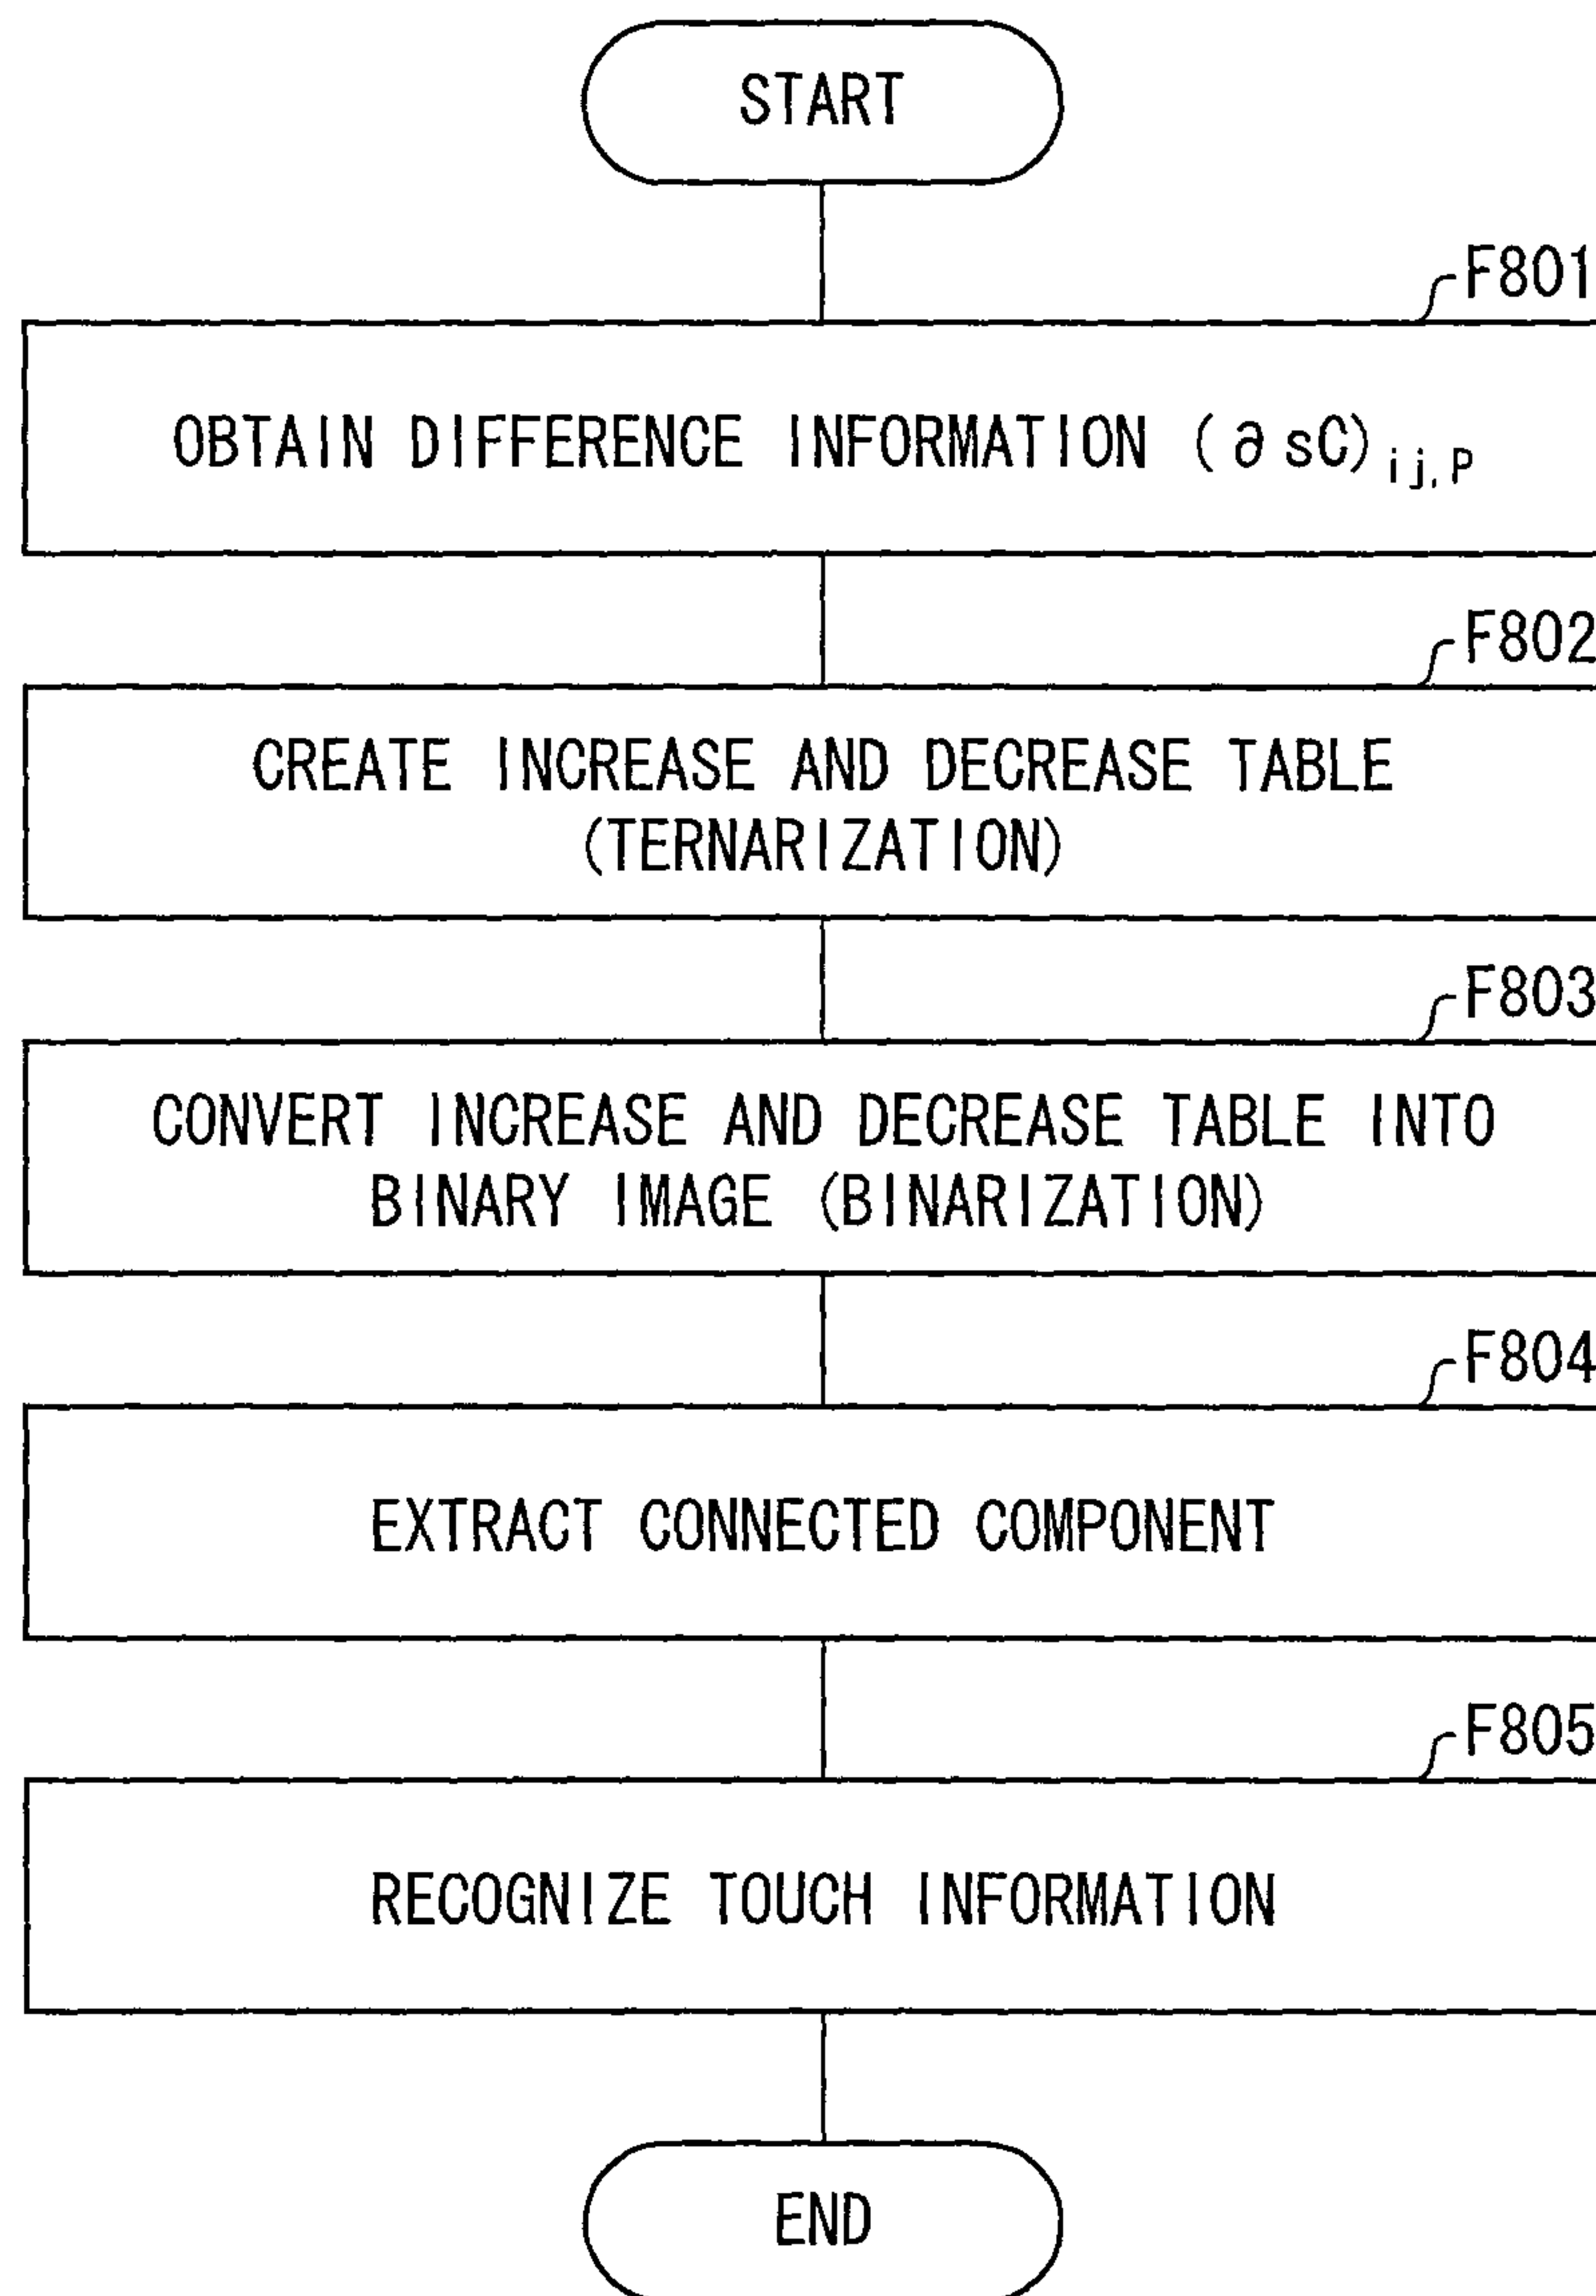 START
F801
OBTAIN DIFFERENCE INFORMATION (∂sC)ij,P
F802
CREATE INCREASE AND DECREASE TABLE
(TERNARIZATION)
F803
CONVERT INCREASE AND DECREASE TABLE INTO
BINARY IMAGE (BINARIZATION)
F804
EXTRACT CONNECTED COMPONENT
F805
RECOGNIZE TOUCH INFORMATION
END